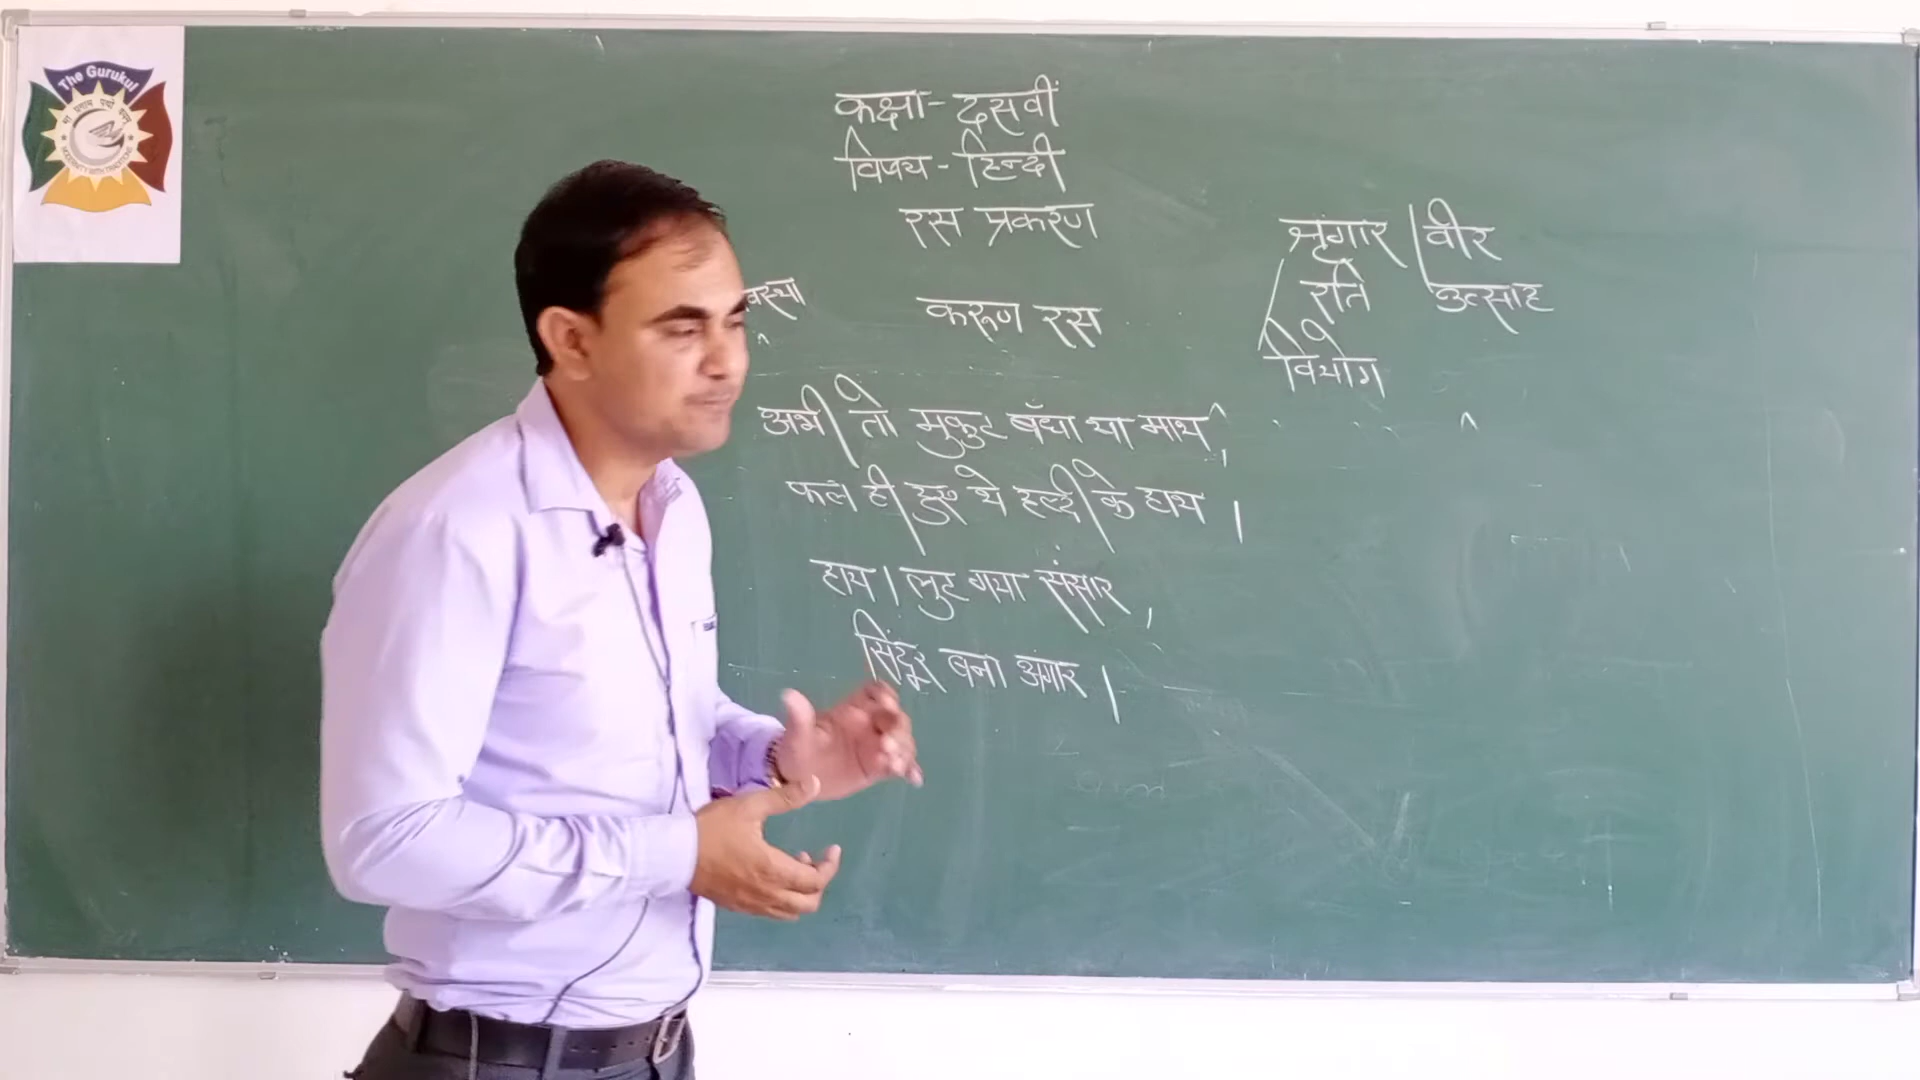 The Gurukul
कक्षा - दसवीं
विषय - हिन्दी
रस प्रकरण
करूण रस
अभी तो मुकुट बँधा था माथ,
कल ही हुए थे हल्दी के हाथ।
हाय। लुट गया संसार,
सिंदूर बना अंगार।
श्रृंगार | वीर
रति उत्साह
वियोग